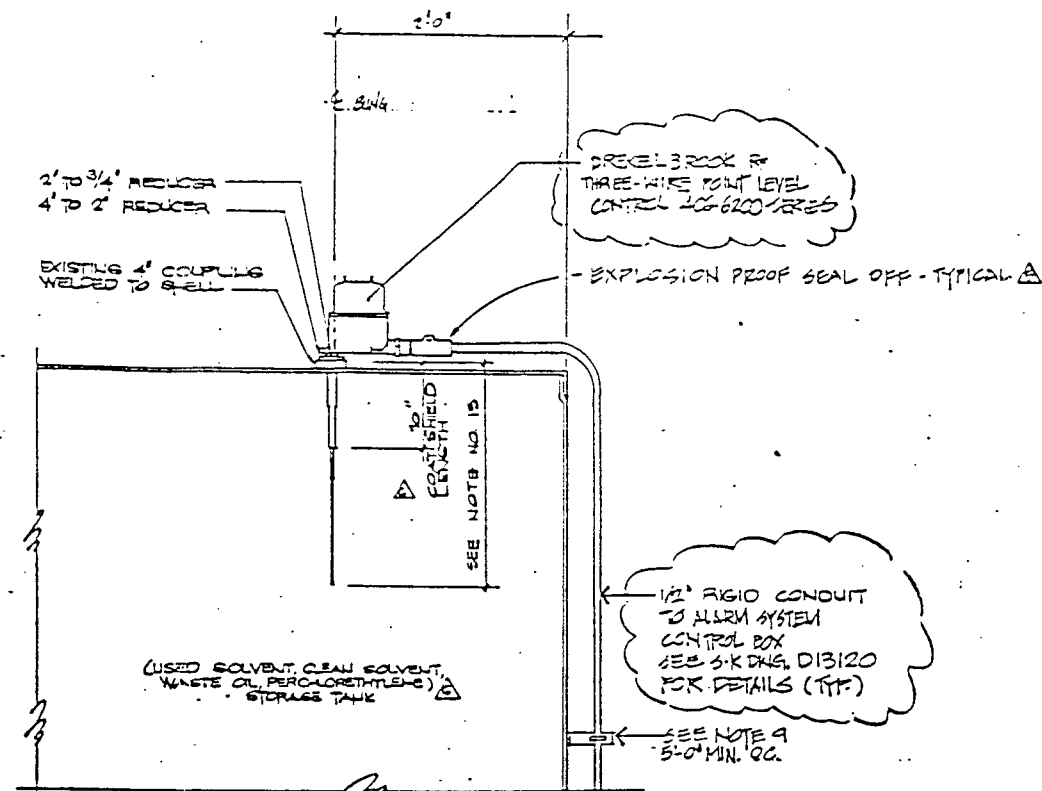 2'-0"
2" TO 3/4" REDUCER
4" TO 2" REDUCER
EXISTING 4" COUPLING
WELDED TO SHELL
DREXELBROOK RF
THREE-WIRE POINT LEVEL
CONTROL 406 6200 SERIES
- EXPLOSION PROOF SEAL OFF - TYPICAL
10"
COATSHIELD
LENGTH
SEE NOTE NO. 15
1/2" RIGID CONDUIT
TO ALARM SYSTEM
CONTROL BOX
SEE S-K DWG. D13120
FOR DETAILS (TYP.)
(USED SOLVENT, CLEAN SOLVENT,
WASTE OIL, PERCHLORETHYLENE)
STORAGE TANK
SEE NOTE 9
5'-0" MIN. OC.